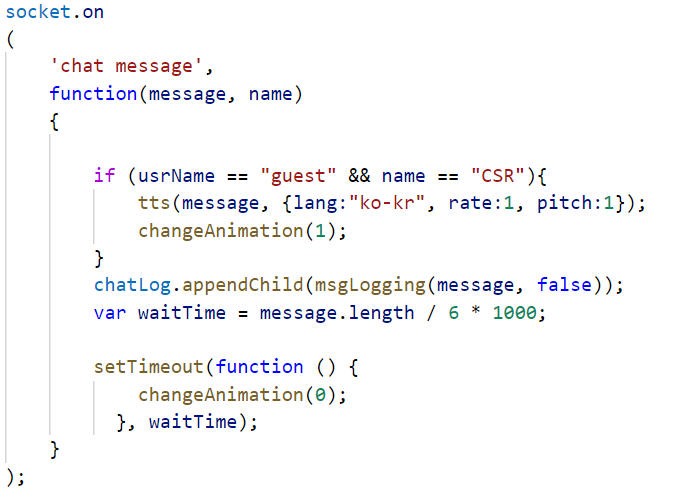 socket.on
(
    'chat message',
    function(message, name)
    {

        if (usrName == "guest" && name == "CSR"){
            tts(message, {lang:"ko-kr", rate:1, pitch:1});
            changeAnimation(1);
        }
        chatLog.appendChild(msgLogging(message, false));
        var waitTime = message.length / 6 * 1000;

        setTimeout(function () {
            changeAnimation(0);
          }, waitTime);
    }
);